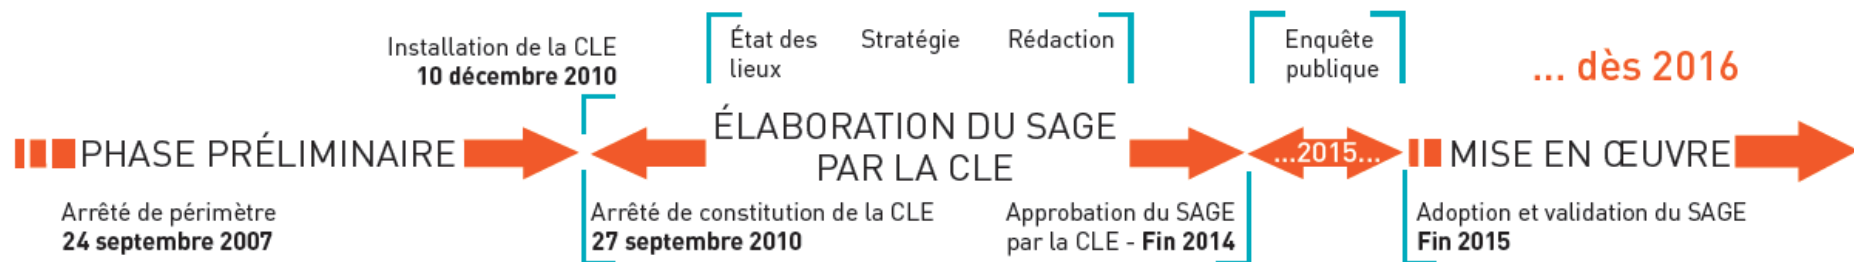 Installation de la CLE
10 décembre 2010
État des Stratégie Rédaction
lieux
Enquête
publique
... dès 2016
PHASE PRÉLIMINAIRE
ÉLABORATION DU SAGE
PAR LA CLE
...2015...
MISE EN ŒUVRE
Arrêté de périmètre
24 septembre 2007
Arrêté de constitution de la CLE
27 septembre 2010
Approbation du SAGE
par la CLE - Fin 2014
Adoption et validation du SAGE
Fin 2015